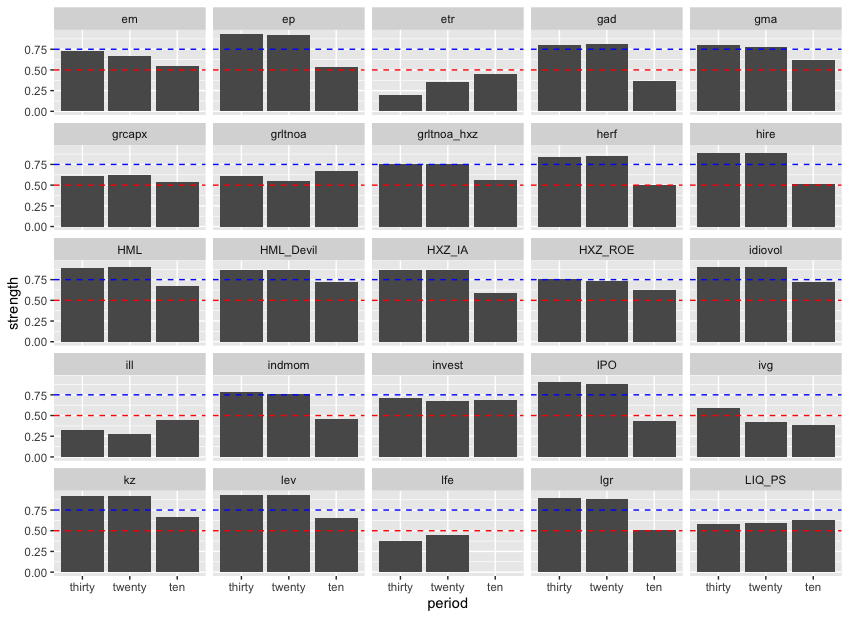 em ep etr gad gma
0.75
0.50
0.25
0.00
grcapx grltnoa grltnoa_hxz herf hire
0.75
0.50
0.25
0.00
HML HML_Devil HXZ_IA HXZ_ROE idiovol
0.75
0.50
0.25
0.00
strength
ill indmom invest IPO ivg
0.75
0.50
0.25
0.00
kz lev lfe lgr LIQ_PS
0.75
0.50
0.25
0.00
thirty twenty ten thirty twenty ten thirty twenty ten thirty twenty ten thirty twenty ten
period